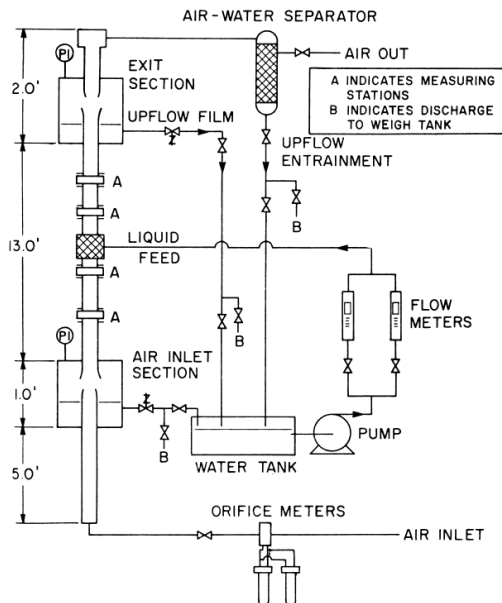 AIR-WATER SEPARATOR
PI
EXIT
SECTION
AIR OUT
2.0'
A INDICATES MEASURING
STATIONS
B INDICATES DISCHARGE
TO WEIGH TANK
UPFLOW FILM
UPFLOW
ENTRAINMENT
A
B
A
13.0'
LIQUID
FEED
A
FLOW
METERS
A
B
PI
AIR INLET
SECTION
1.0'
B
PUMP
WATER TANK
5.0'
ORIFICE METERS
AIR INLET